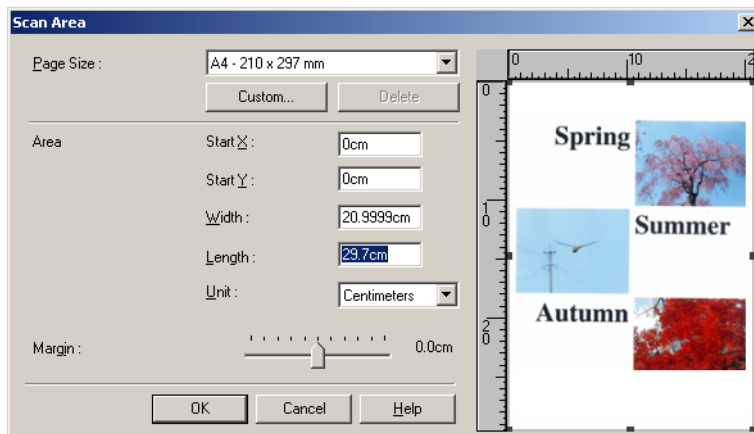 Scan Area
Page Size : A4 - 210 x 297 mm
Custom... Delete
Area Start X : 0cm
Start Y : 0cm
Width : 20.9999cm
Length : 29.7cm
Unit : Centimeters
Margin : 0.0cm
OK Cancel Help
0 10 2
0
10
20
Spring
Summer
Autumn